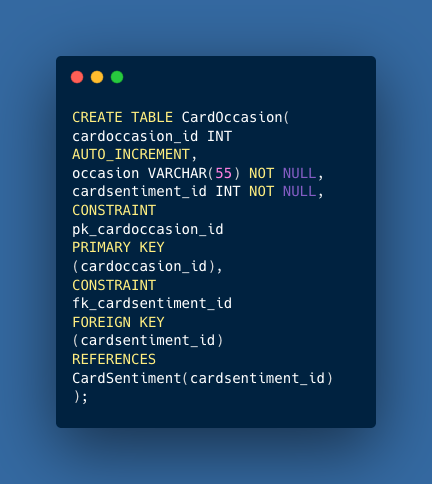 CREATE TABLE CardOccasion(
cardoccasion_id INT
AUTO_INCREMENT,
occasion VARCHAR(55) NOT NULL,
cardsentiment_id INT NOT NULL,
CONSTRAINT
pk_cardoccasion_id
PRIMARY KEY
(cardoccasion_id),
CONSTRAINT
fk_cardsentiment_id
FOREIGN KEY
(cardsentiment_id)
REFERENCES
CardSentiment(cardsentiment_id)
);